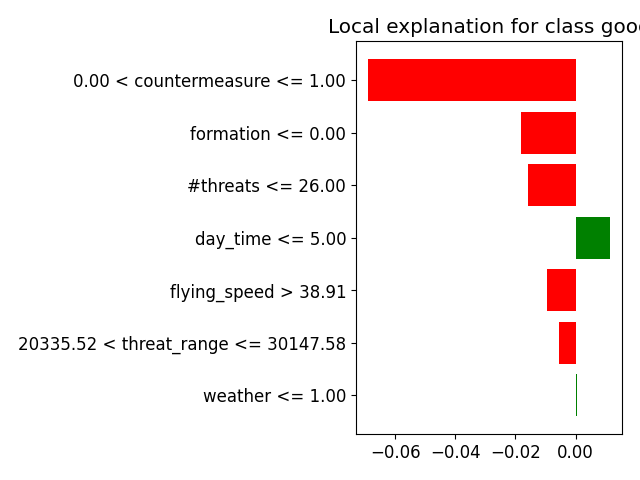 Local explanation for class goo
0.00 < countermeasure <= 1.00
formation <= 0.00
#threats <= 26.00
day_time <= 5.00
flying_speed > 38.91
20335.52 < threat_range <= 30147.58
weather <= 1.00
−0.06 −0.04 −0.02 0.00